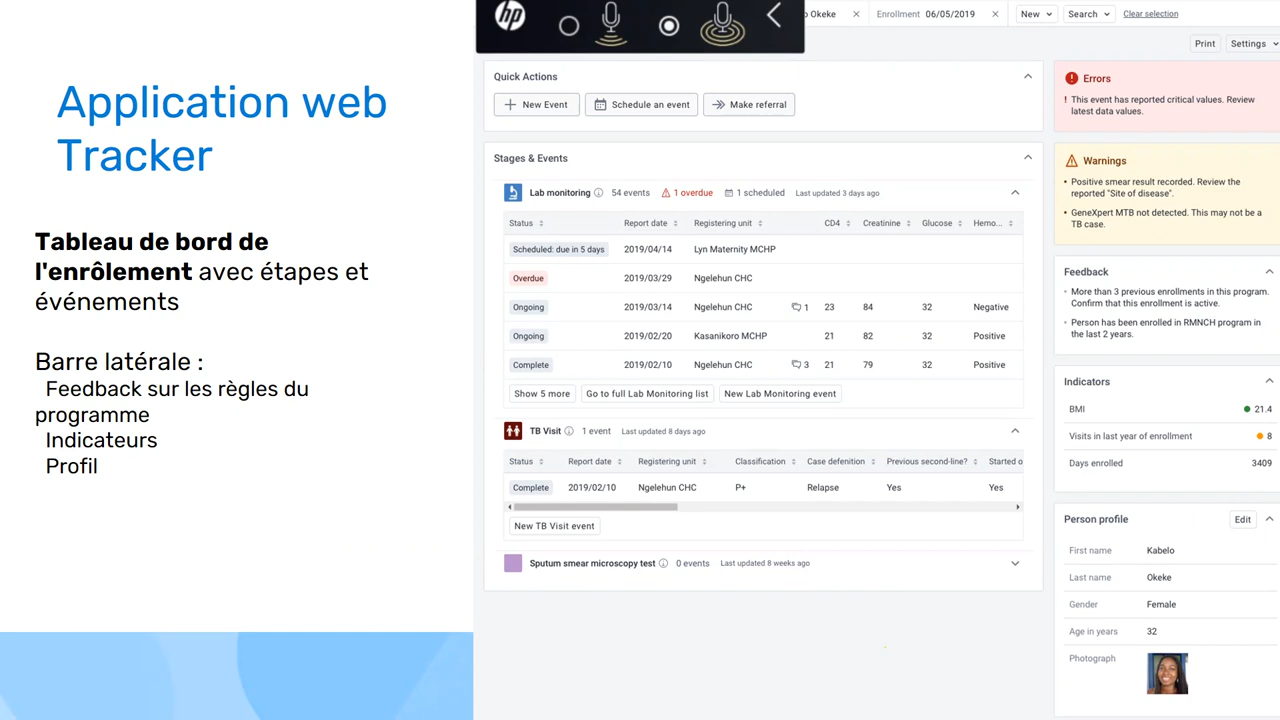 Application web
Tracker
Tableau de bord de
l'enrôlement avec étapes et
événements
Barre latérale :
Feedback sur les règles du
programme
Indicateurs
Profil
hp
Okeke
Enrollment 06/05/2019
New
Search
Clear selection
Print
Settings
Quick Actions
New Event
Schedule an event
Make referral
Stages & Events
Lab monitoring 54 events 1 overdue 1 scheduled Last updated 3 days ago
Status Report date Registering unit CD4 Creatinine Glucose Hemo...
Scheduled: due in 5 days 2019/04/14 Lyn Maternity MCHP
Overdue 2019/03/29 Ngelehun CHC
Ongoing 2019/03/14 Ngelehun CHC 1 23 84 32 Negative
Ongoing 2019/02/20 Kasanikoro MCHP 21 82 32 Positive
Complete 2019/02/10 Ngelehun CHC 3 21 79 32 Positive
Show 5 more
Go to full Lab Monitoring list
New Lab Monitoring event
TB Visit 1 event Last updated 8 days ago
Status Report date Registering unit Classification Case defenition Previous second-line? Started o
Complete 2019/02/10 Ngelehun CHC P+ Relapse Yes Yes
New TB Visit event
Sputum smear microscopy test 0 events Last updated 8 weeks ago
Errors
! This event has reported critical values. Review
latest data values.
Warnings
• Positive smear result recorded. Review the
reported "Site of disease".
• GeneXpert MTB not detected. This may not be a
TB case.
Feedback
• More than 3 previous enrollments in this program.
Confirm that this enrollment is active.
• Person has been enrolled in RMNCH program in
the last 2 years.
Indicators
BMI 21.4
Visits in last year of enrollment 8
Days enrolled 3409
Person profile
Edit
First name Kabelo
Last name Okeke
Gender Female
Age in years 32
Photograph